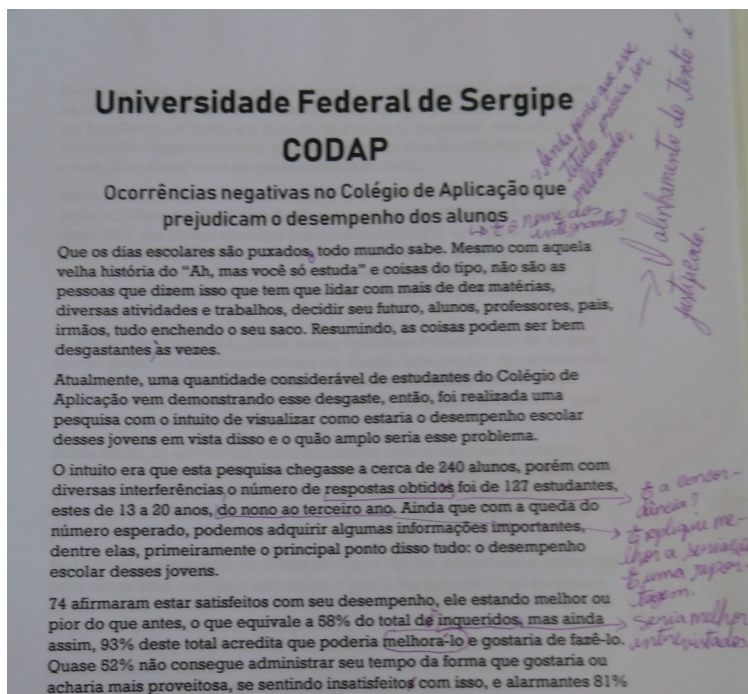 Universidade Federal de Sergipe
CODAP
Ocorrências negativas no Colégio de Aplicação que
prejudicam o desempenho dos alunos
Ainda penso que esse
título precisa ser
melhorado.
E o nome dos
integrantes?
O alinhamento do texto é
justificado.
Que os dias escolares são puxados, todo mundo sabe. Mesmo com aquela
velha história do “Ah, mas você só estuda” e coisas do tipo, não são as
pessoas que dizem isso que tem que lidar com mais de dez matérias,
diversas atividades e trabalhos, decidir seu futuro, alunos, professores, pais,
irmãos, tudo enchendo o seu saco. Resumindo, as coisas podem ser bem
desgastantes às vezes.
Atualmente, uma quantidade considerável de estudantes do Colégio de
Aplicação vem demonstrando esse desgaste, então, foi realizada uma
pesquisa com o intuito de visualizar como estaria o desempenho escolar
desses jovens em vista disso e o quão amplo seria esse problema.
O intuito era que esta pesquisa chegasse a cerca de 240 alunos, porém com
diversas interferências o número de respostas obtidos foi de 127 estudantes,
estes de 13 a 20 anos, do nono ao terceiro ano. Ainda que com a queda do
número esperado, podemos adquirir algumas informações importantes,
dentre elas, primeiramente o principal ponto disso tudo: o desempenho
escolar desses jovens.
E a concor-
dância?
Explique me-
lhor a seriação
É uma repor-
tagem.
74 afirmaram estar satisfeitos com seu desempenho, ele estando melhor ou
pior do que antes, o que equivale a 58% do total de inqueridos, mas ainda
assim, 93% deste total acredita que poderia melhorá-lo e gostaria de fazê-lo.
Quase 52% não consegue administrar seu tempo da forma que gostaria ou
acharia mais proveitosa, se sentindo insatisfeitos com isso, e alarmantes 81%
Seria melhor
entrevistados